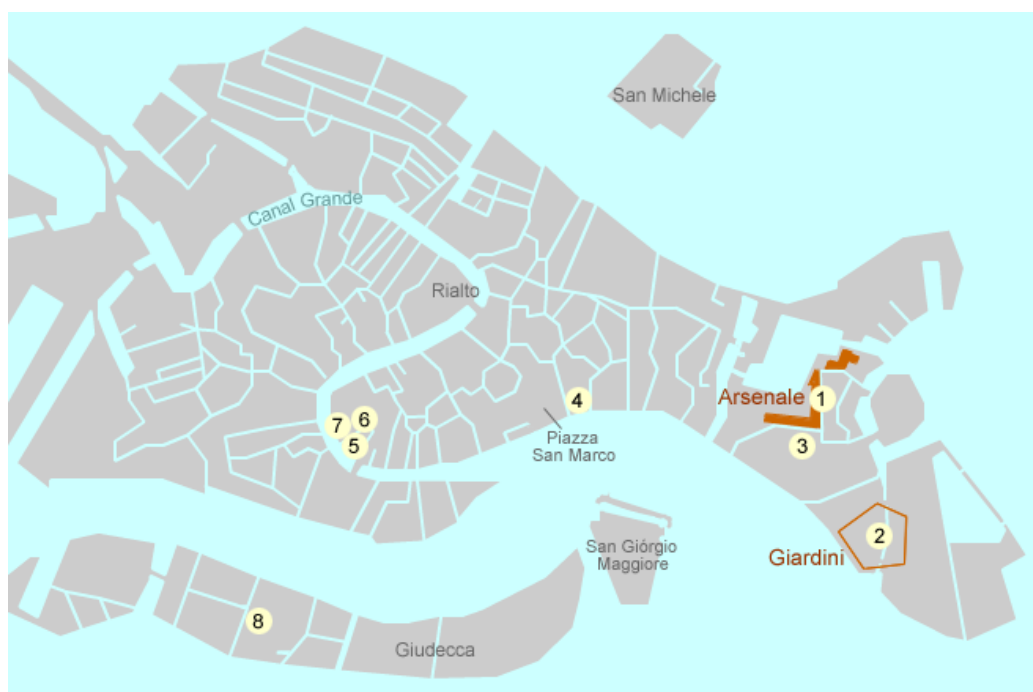 San Michele
Canal Grande
Rialto
4
Arsenale
1
7
6
5
Piazza
San Marco
3
2
Giardini
San Giórgio
Maggiore
8
Giudecca